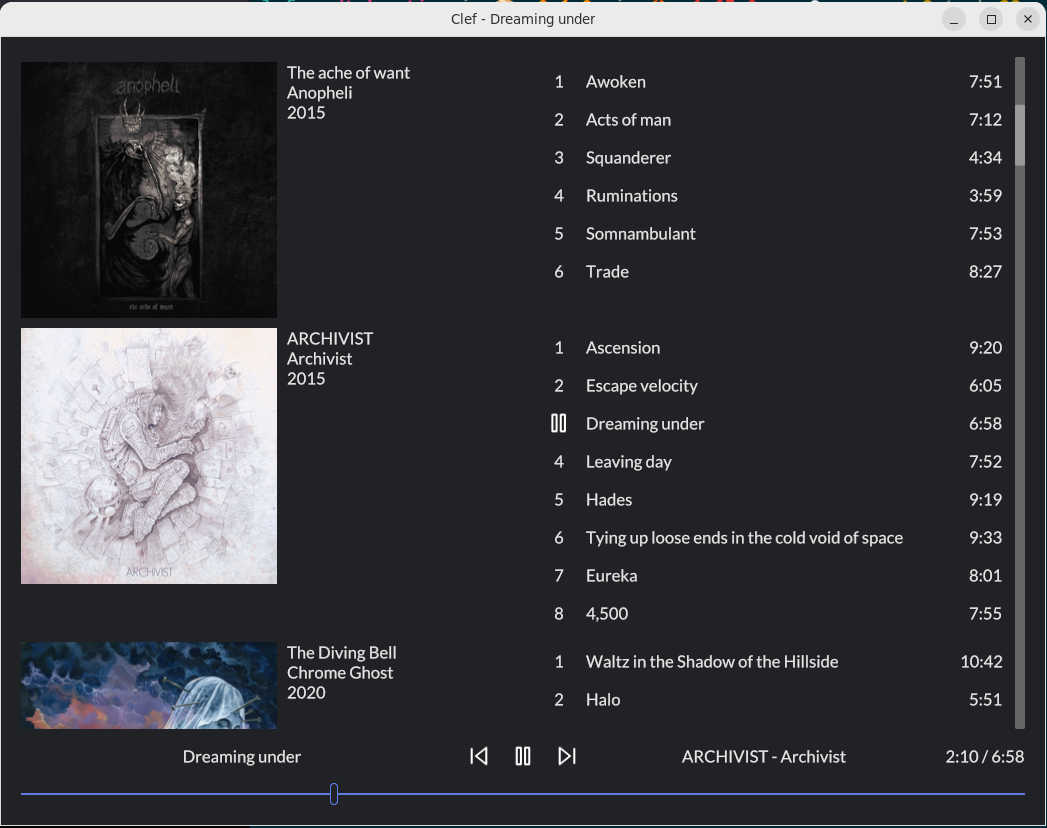 Clef - Dreaming under
anopheli
the ache of want
The ache of want
Anopheli
2015
1 Awoken 7:51
2 Acts of man 7:12
3 Squanderer 4:34
4 Ruminations 3:59
5 Somnambulant 7:53
6 Trade 8:27
ARCHIVIST
ARCHIVIST
Archivist
2015
1 Ascension 9:20
2 Escape velocity 6:05
Dreaming under 6:58
4 Leaving day 7:52
5 Hades 9:19
6 Tying up loose ends in the cold void of space 9:33
7 Eureka 8:01
8 4,500 7:55
The Diving Bell
Chrome Ghost
2020
1 Waltz in the Shadow of the Hillside 10:42
2 Halo 5:51
Dreaming under ARCHIVIST - Archivist 2:10 / 6:58